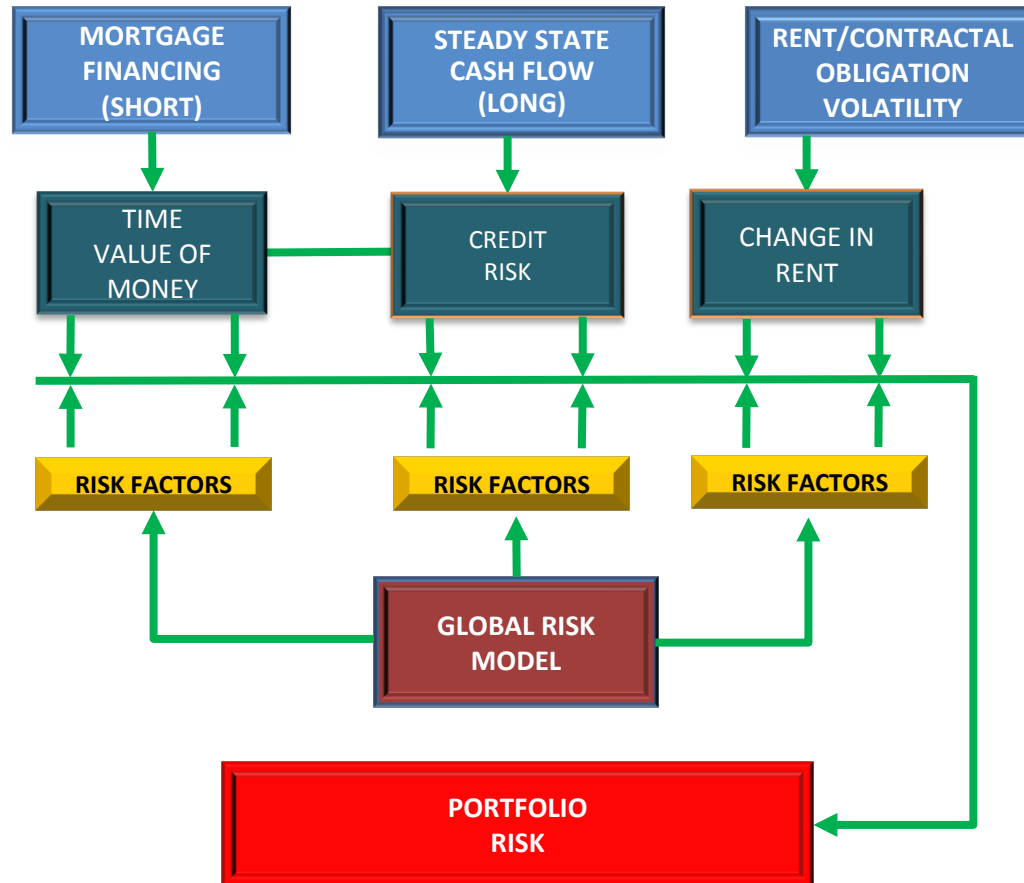 MORTGAGE
FINANCING
(SHORT)
STEADY STATE
CASH FLOW
(LONG)
RENT/CONTRACTAL
OBLIGATION
VOLATILITY
TIME
VALUE OF
MONEY
CREDIT
RISK
CHANGE IN
RENT
RISK FACTORS
RISK FACTORS
RISK FACTORS
GLOBAL RISK
MODEL
PORTFOLIO
RISK